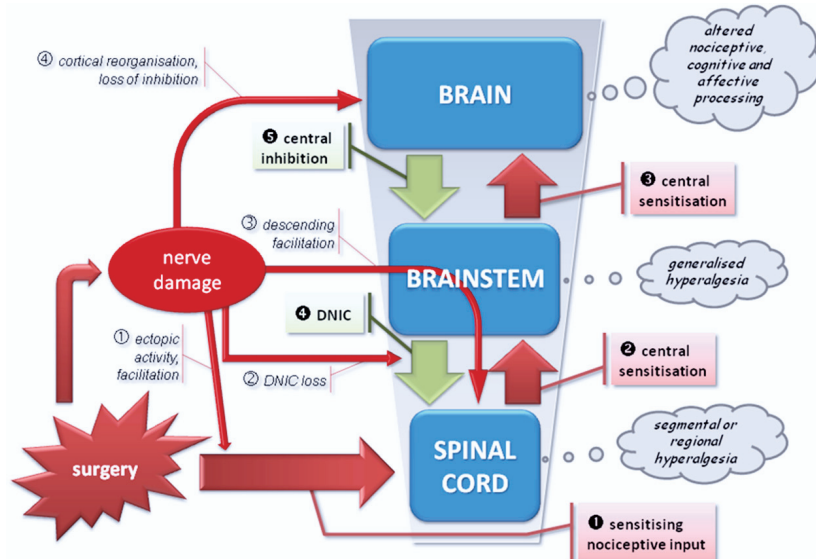 ④ cortical reorganisation,
loss of inhibition
BRAIN
altered
nociceptive,
cognitive and
affective
processing
❺ central
inhibition
❸ central
sensitisation
③ descending
facilitation
nerve
damage
BRAINSTEM
generalised
hyperalgesia
❹ DNIC
① ectopic
activity,
facilitation
② DNIC loss
❷ central
sensitisation
surgery
SPINAL
CORD
segmental or
regional
hyperalgesia
❶ sensitising
nociceptive input